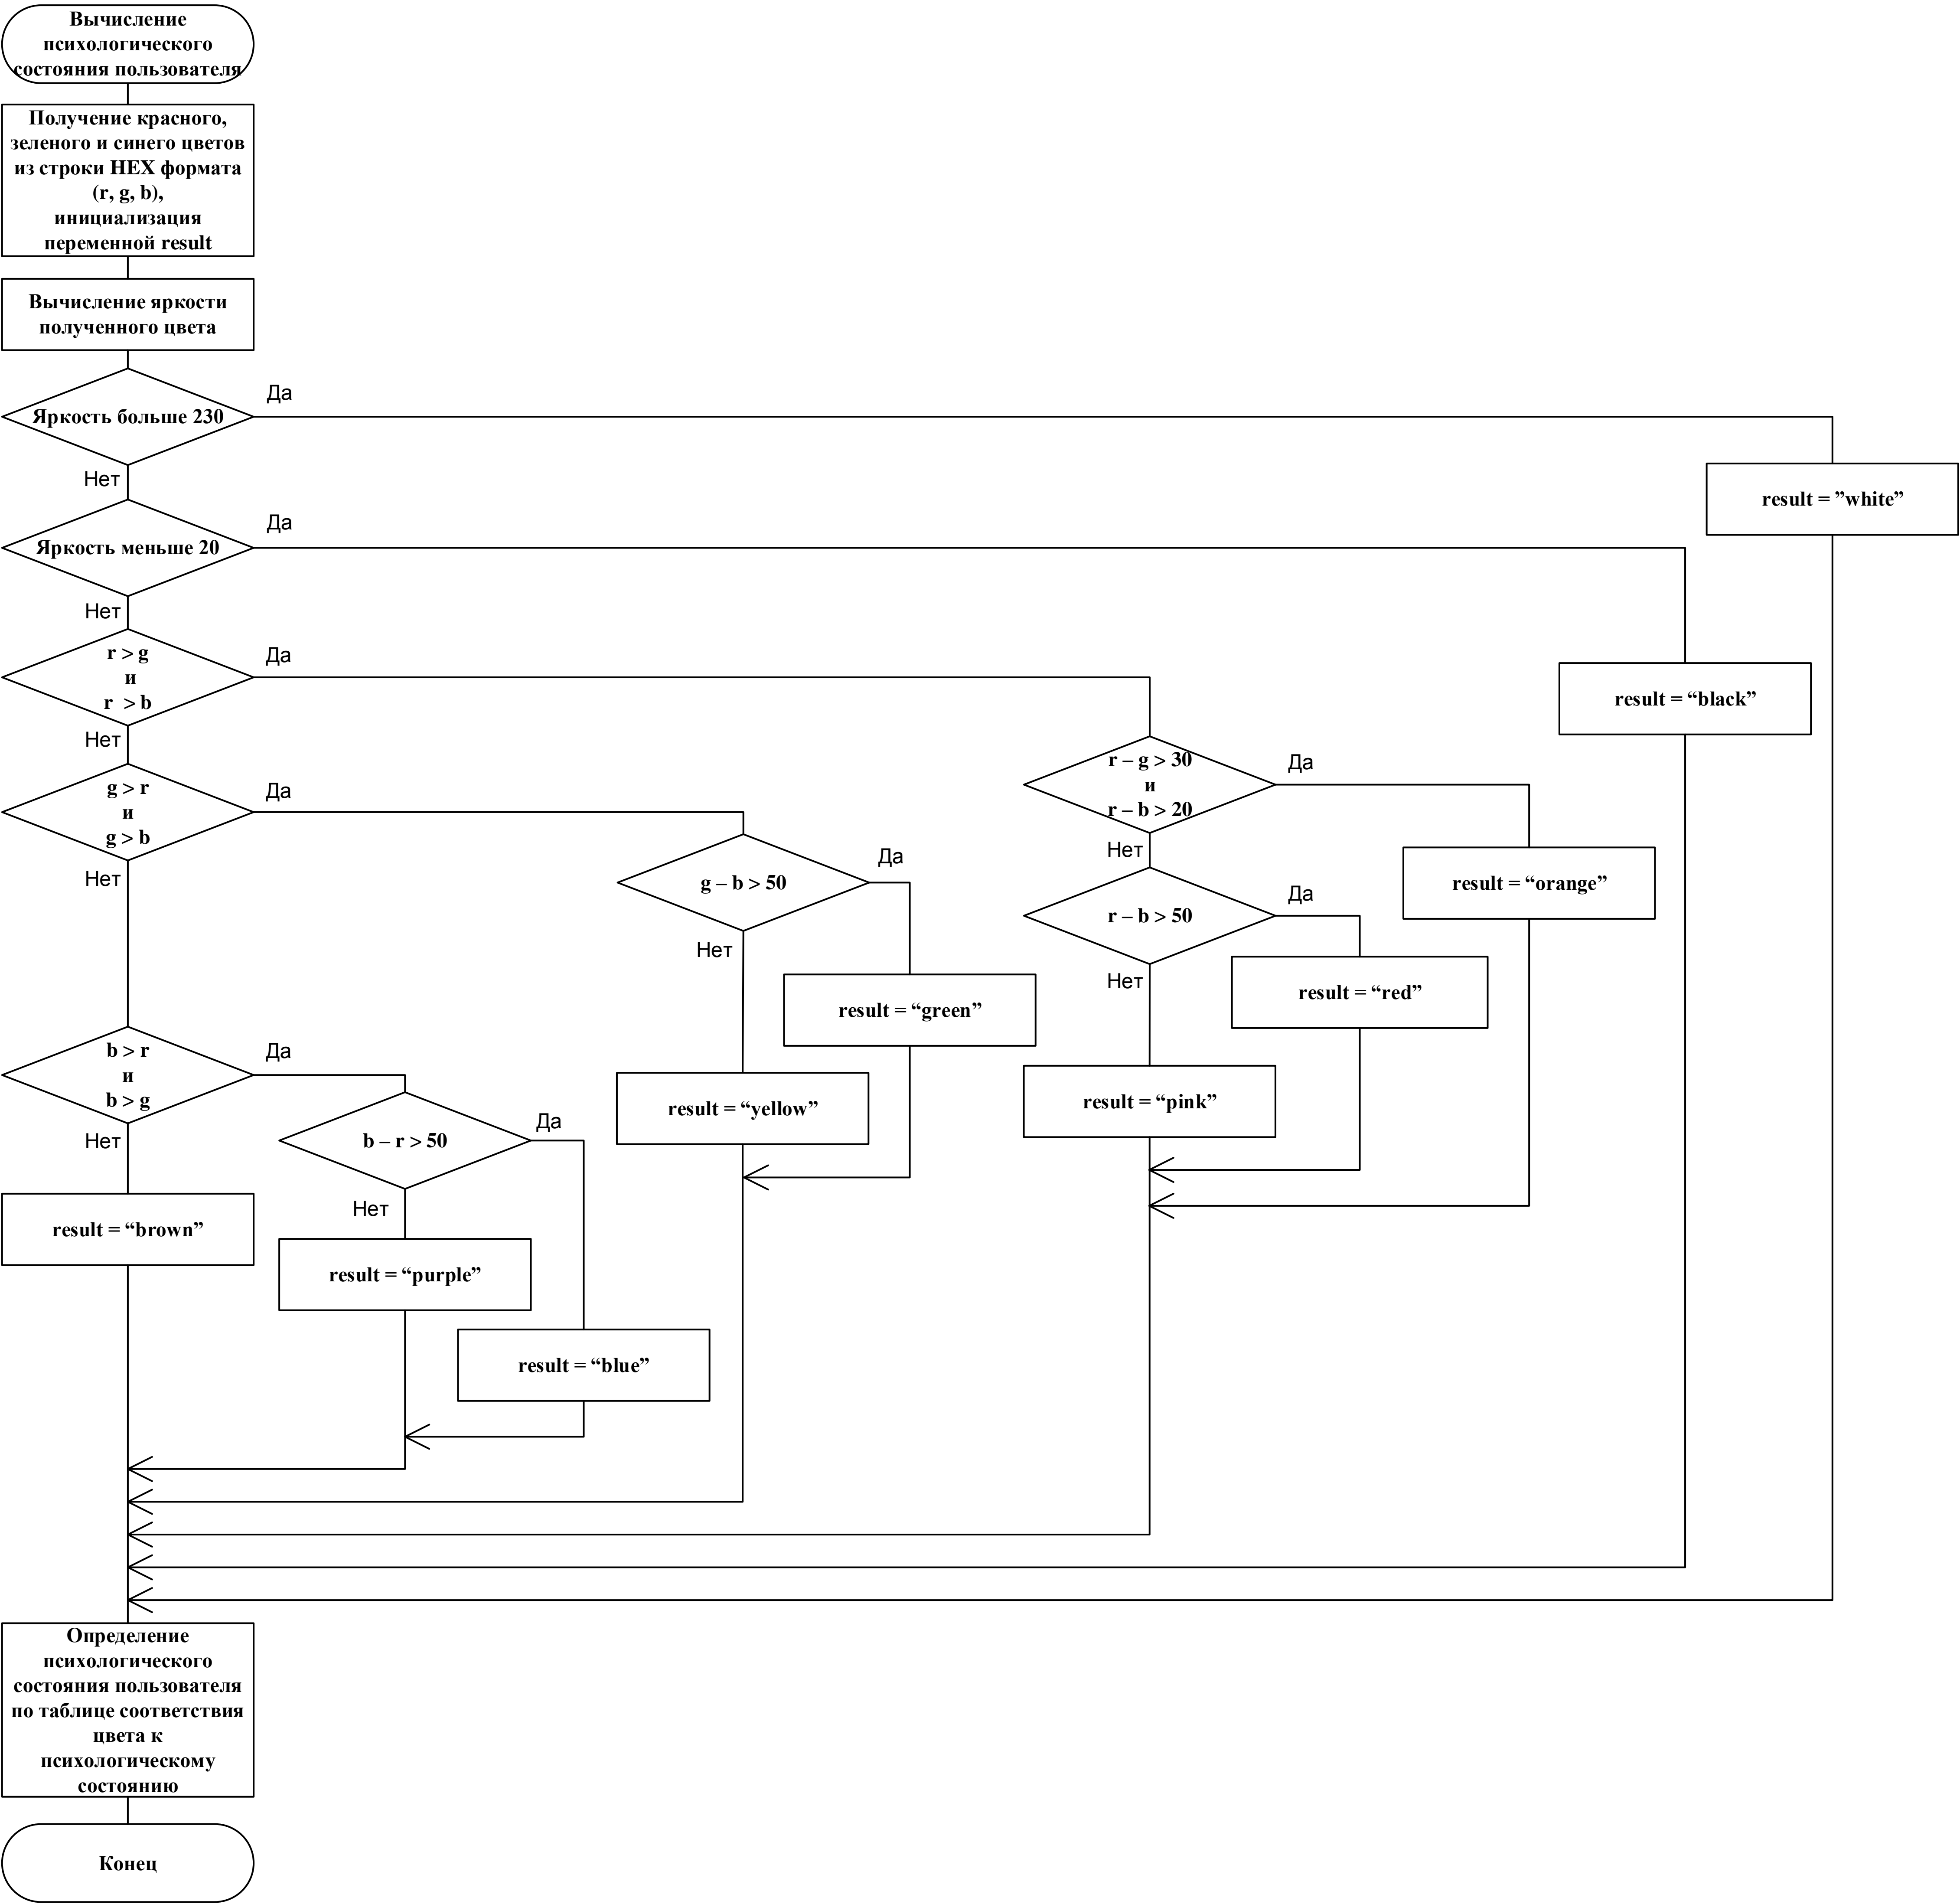 Вычисление
психологического
состояния пользователя
Получение красного,
зеленого и синего цветов
из строки HEX формата
(r, g, b),
инициализация
переменной result
Вычисление яркости
полученного цвета
Яркость больше 230
Да
Нет
result = ”white”
Яркость меньше 20
Да
Нет
result = “black”
r > g
и
r > b
Да
Нет
r – g > 30
и
r – b > 20
Да
Нет
result = “orange”
r – b > 50
Да
Нет
result = “red”
result = “pink”
g > r
и
g > b
Да
Нет
g – b > 50
Да
Нет
result = “green”
result = “yellow”
b > r
и
b > g
Да
Нет
b – r > 50
Да
Нет
result = “brown”
result = “purple”
result = “blue”
Определение
психологического
состояния пользователя
по таблице соответствия
цвета к
психологическому
состоянию
Конец